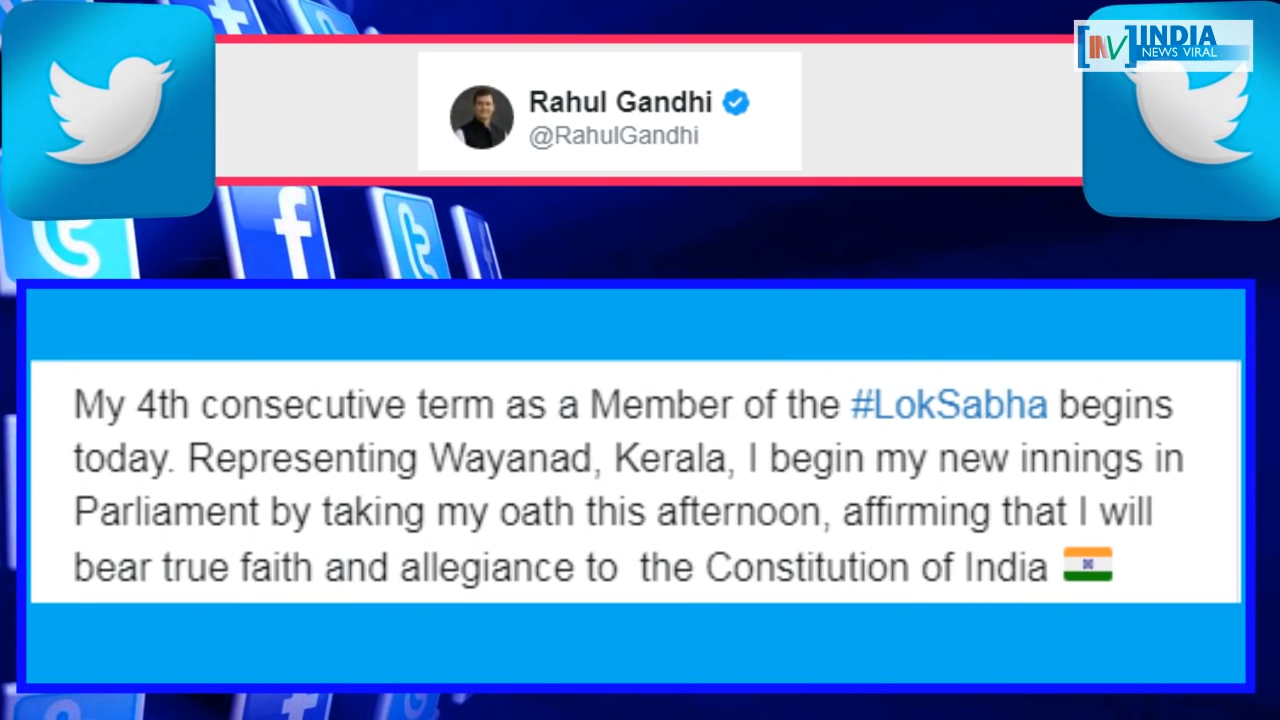 INV INDIA
NEWS VIRAL
Rahul Gandhi
@RahulGandhi
My 4th consecutive term as a Member of the #LokSabha begins
today. Representing Wayanad, Kerala, I begin my new innings in
Parliament by taking my oath this afternoon, affirming that I will
bear true faith and allegiance to the Constitution of India